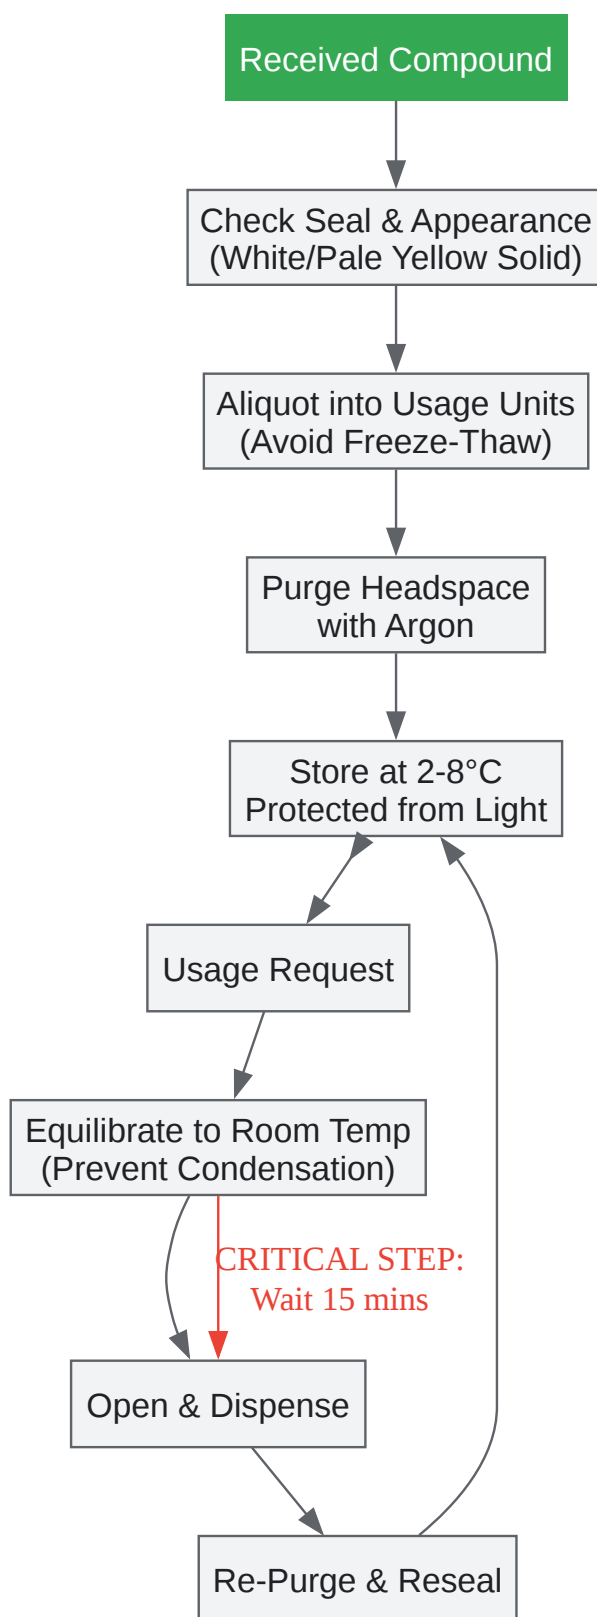 Received Compound
Check Seal & Appearance
(White/Pale Yellow Solid)
Aliquot into Usage Units
(Avoid Freeze-Thaw)
Purge Headspace
with Argon
Store at 2-8°C
Protected from Light
Usage Request
Equilibrate to Room Temp
(Prevent Condensation)
CRITICAL STEP:
Wait 15 mins
Open & Dispense
Re-Purge & Reseal